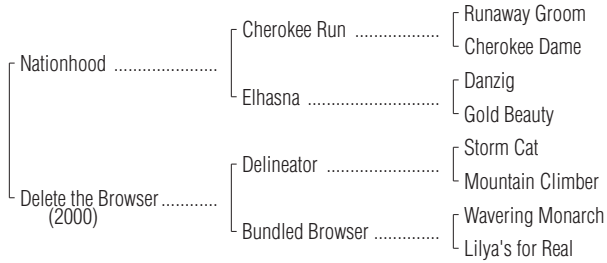 Runaway Groom
Cherokee Run ..................
Cherokee Dame
Nationhood ......................
Danzig
Elhasna ............................
Gold Beauty
Storm Cat
Delineator ........................
Mountain Climber
Delete the Browser ............
(2000)
Wavering Monarch
Bundled Browser ..............
Lilya's for Real